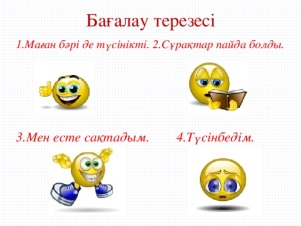 Бағалау терезесі
1.Маған бәрі де түсінікті. 2.Сұрақтар пайда болды.
3.Мен есте сақтадым. 4.Түсінбедім.